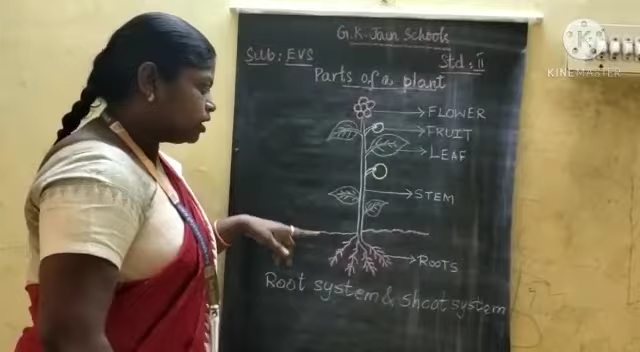 G.K. Jain Schools
Sub: EVS
Std: II
Parts of a plant
FLOWER
FRUIT
LEAF
STEM
ROOTS
Root system & Shoot system
KINEMASTER